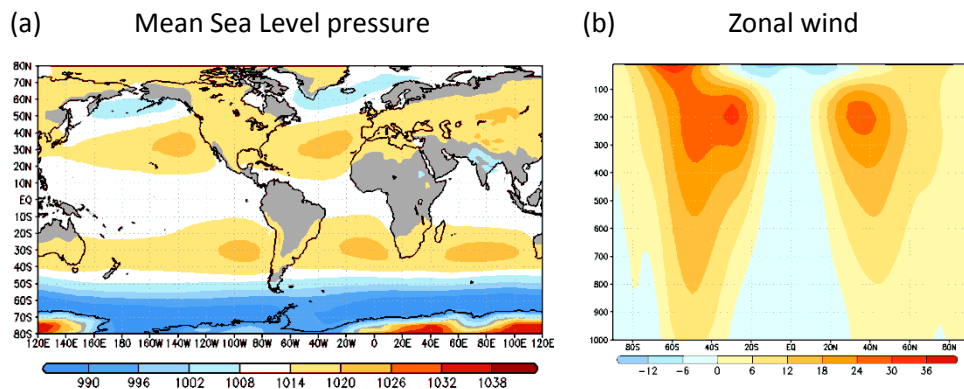 (a) Mean Sea Level pressure
80N
70N
60N
50N
40N
30N
20N
10N
EQ
10S
20S
30S
40S
50S
60S
70S
80S
120E 140E 160E 180 160W 140W 120W 100W 80W 60W 40W 20W 0 20E 40E 60E 80E 100E 120E
990 996 1002 1008 1014 1020 1026 1032 1038
(b) Zonal wind
100
200
300
400
500
600
700
800
900
1000
80S 60S 40S 20S EQ 20N 40N 60N 80N
-12 -6 0 6 12 18 24 30 36